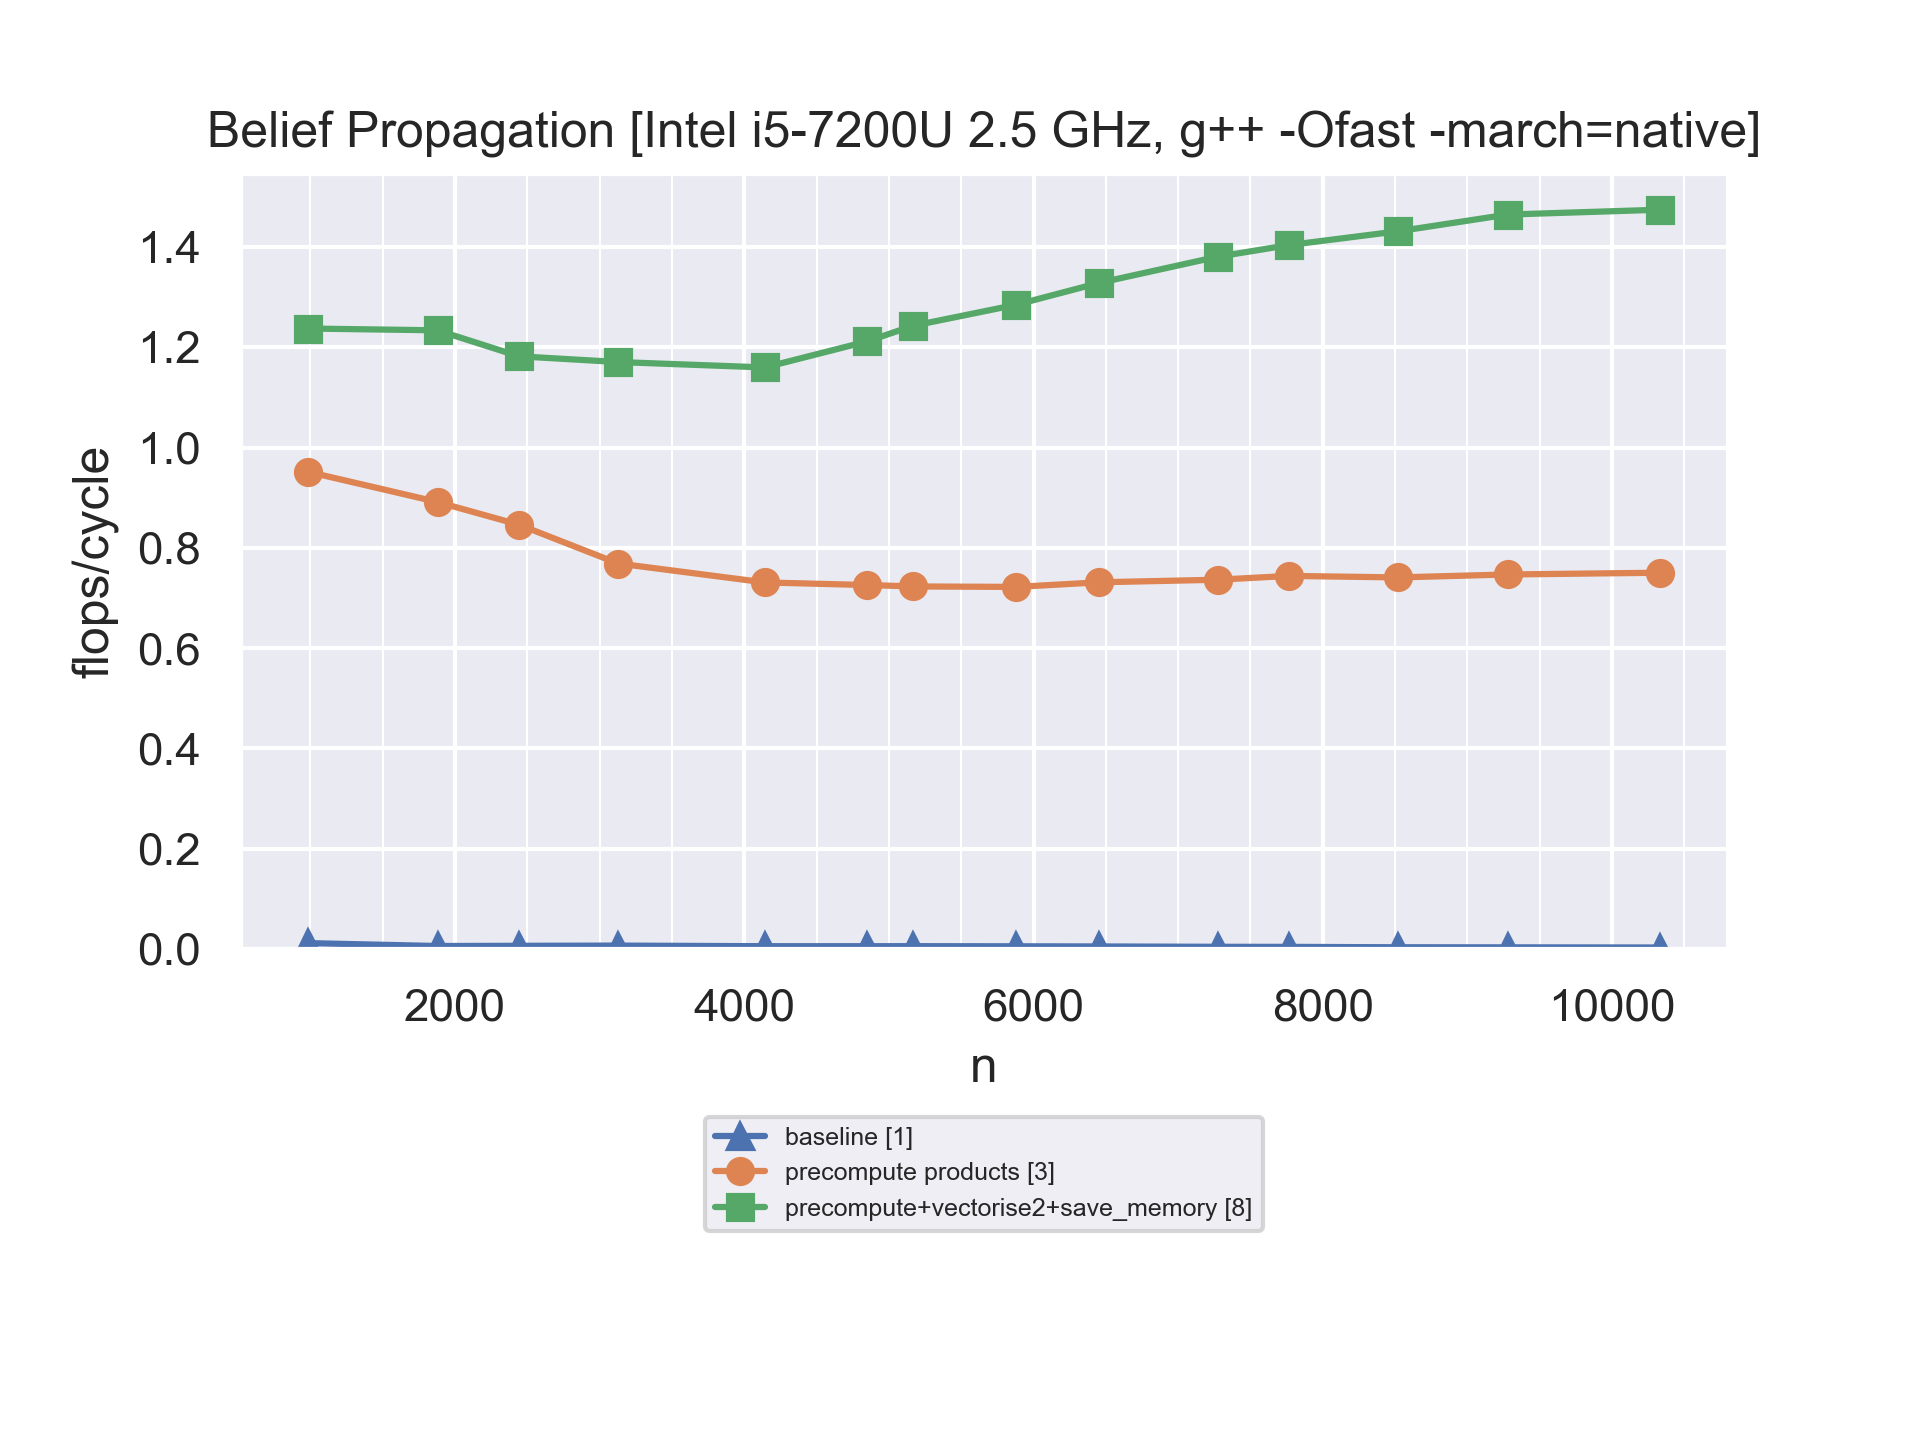 Belief Propagation [Intel i5-7200U 2.5 GHz, g++ -Ofast -march=native]
1.4
1.2
1.0
0.8
0.6
0.4
0.2
0.0
flops/cycle
2000 4000 6000 8000 10000
n
baseline [1]
precompute products [3]
precompute+vectorise2+save_memory [8]